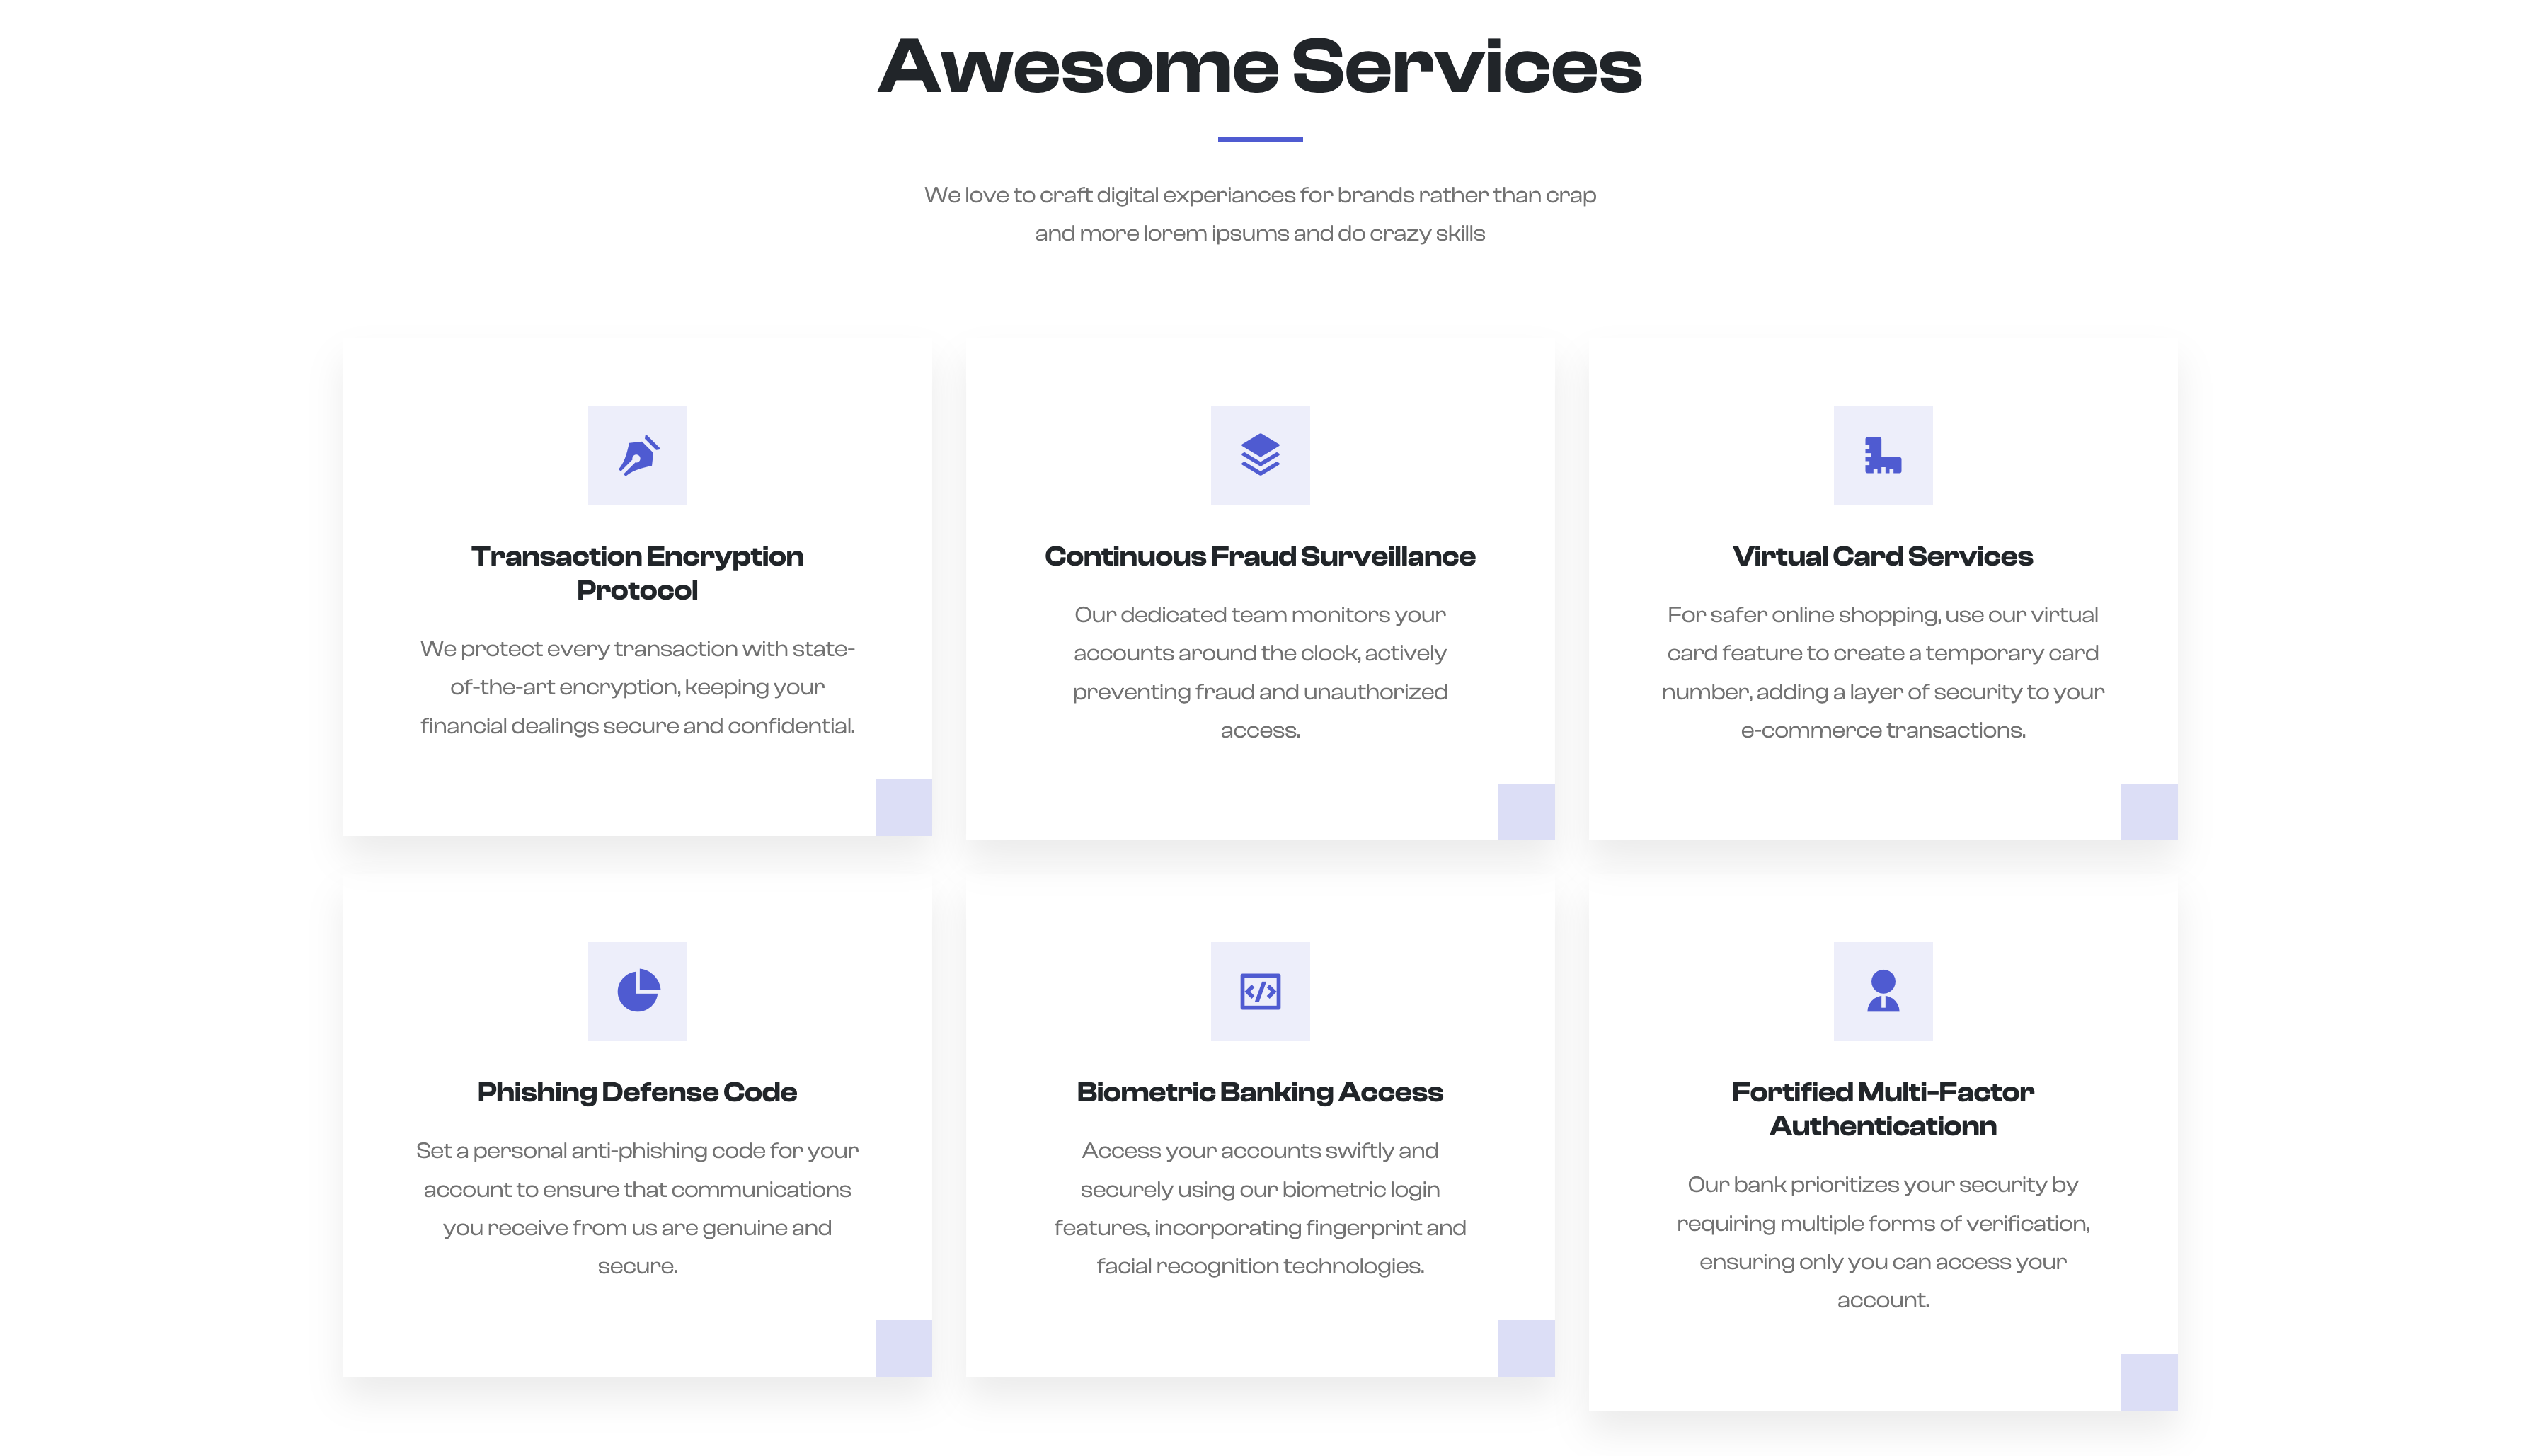 Awesome Services
We love to craft digital experiances for brands rather than crap
and more lorem ipsums and do crazy skills
Transaction Encryption
Protocol
We protect every transaction with state-
of-the-art encryption, keeping your
financial dealings secure and confidential.
Continuous Fraud Surveillance
Our dedicated team monitors your
accounts around the clock, actively
preventing fraud and unauthorized
access.
Virtual Card Services
For safer online shopping, use our virtual
card feature to create a temporary card
number, adding a layer of security to your
e-commerce transactions.
Phishing Defense Code
Set a personal anti-phishing code for your
account to ensure that communications
you receive from us are genuine and
secure.
Biometric Banking Access
Access your accounts swiftly and
securely using our biometric login
features, incorporating fingerprint and
facial recognition technologies.
Fortified Multi-Factor
Authenticationn
Our bank prioritizes your security by
requiring multiple forms of verification,
ensuring only you can access your
account.